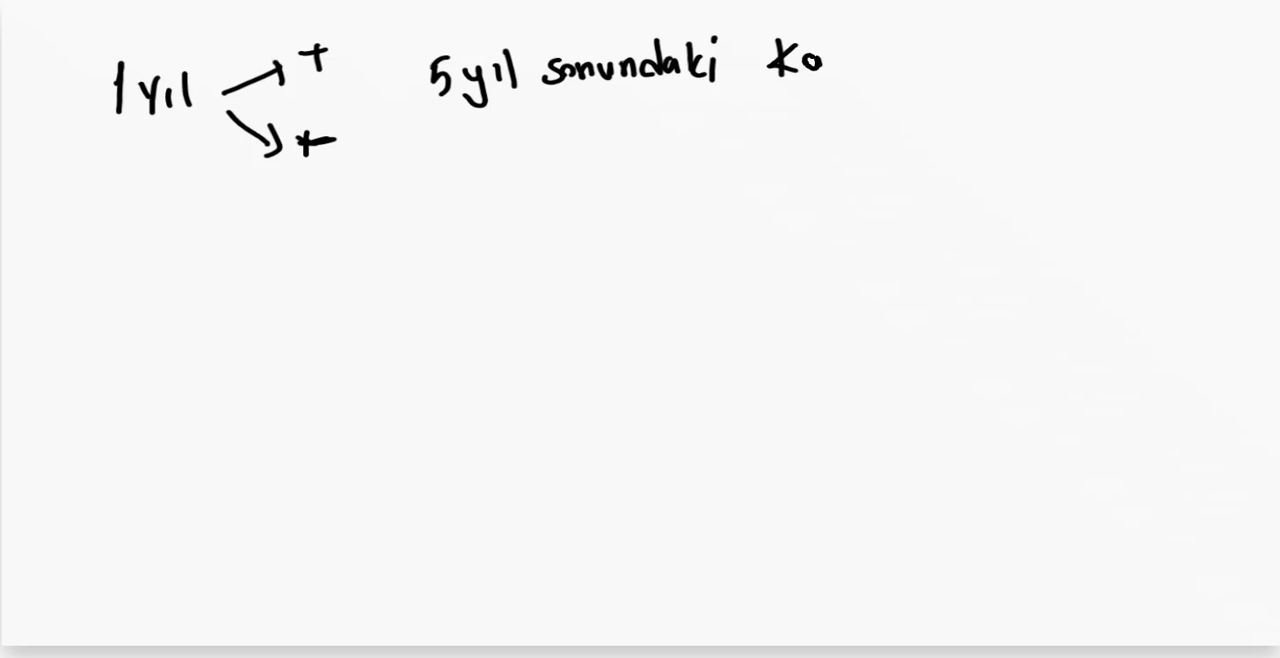 1 yıl → + 5 yıl sonundaki Ko
↘ +